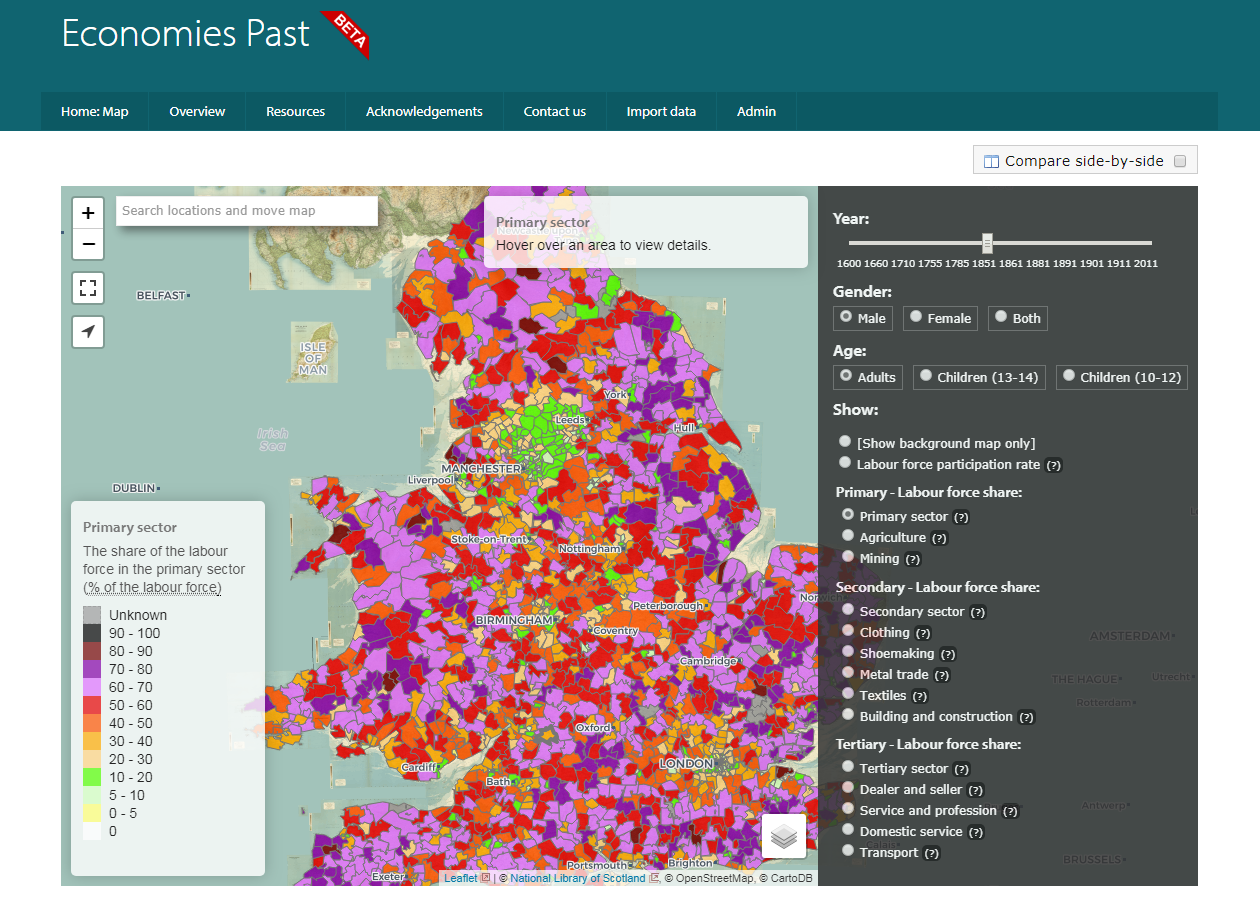 Economies Past
BETA
Home: Map
Overview
Resources
Acknowledgements
Contact us
Import data
Admin
Compare side-by-side
+
−
Search locations and move map
Primary sector
Hover over an area to view details.
BELFAST
ISLE
OF
MAN
Irish
Sea
DUBLIN
York
Leeds
Hull
MANCHESTER
Liverpool
Stoke-on-Trent
Nottingham
Peterborough
Norwich
BIRMINGHAM
Coventry
Cambridge
Oxford
Cardiff
LONDON
Bath
Portsmouth
Brighton
Exeter
Primary sector
The share of the labour
force in the primary sector
(% of the labour force)
Unknown
90 - 100
80 - 90
70 - 80
60 - 70
50 - 60
40 - 50
30 - 40
20 - 30
10 - 20
5 - 10
0 - 5
0
Leaflet | © National Library of Scotland, © OpenStreetMap, © CartoDB
Year:
1600 1660 1710 1755 1785 1851 1861 1881 1891 1901 1911 2011
Gender:
Male Female Both
Age:
Adults Children (13-14) Children (10-12)
Show:
[Show background map only]
Labour force participation rate (?)
Primary - Labour force share:
Primary sector (?)
Agriculture (?)
Mining (?)
Secondary - Labour force share:
Secondary sector (?)
Clothing (?)
Shoemaking (?)
Metal trade (?)
Textiles (?)
Building and construction (?)
Tertiary - Labour force share:
Tertiary sector (?)
Dealer and seller (?)
Service and profession (?)
Domestic service (?)
Transport (?)
AMSTERDAM
THE HAGUE
Utrecht
Rotterdam
Antwerp
Calais
BRUSSELS